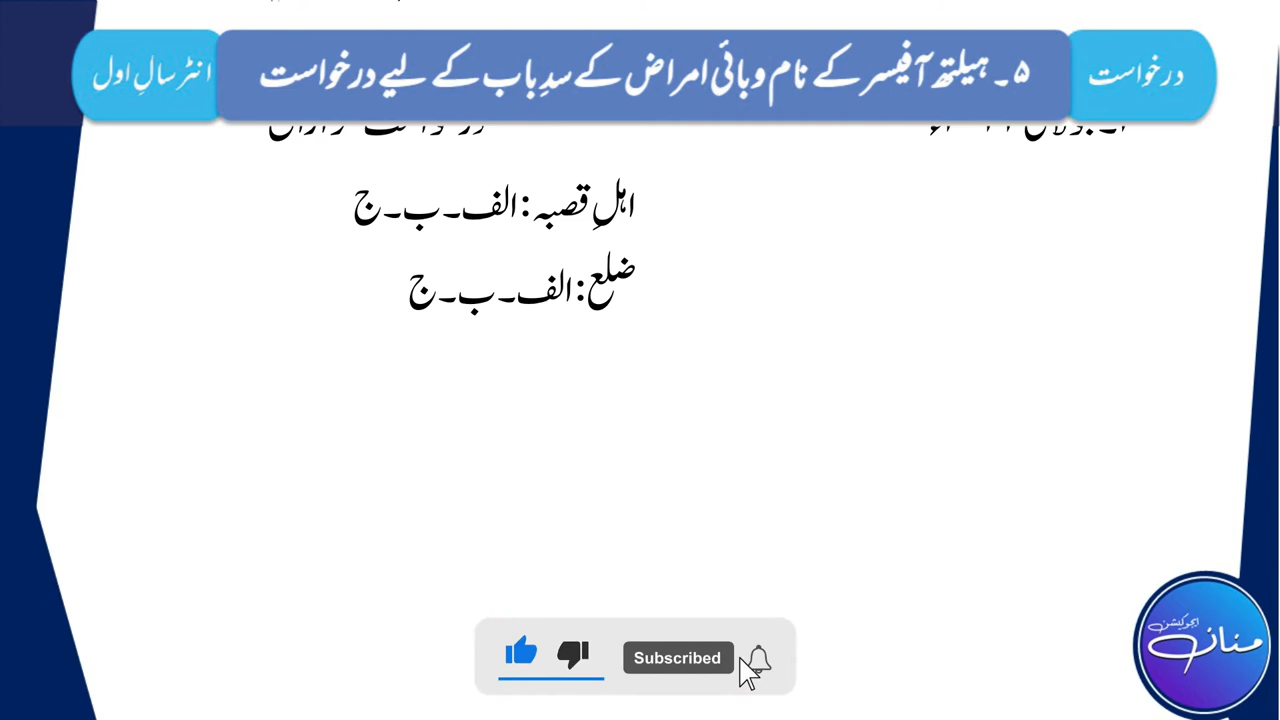 درخواست
۵۔ ہیلتھ آفیسر کے نام وبائی امراض کے سدِباب کے لیے درخواست
انٹر سالِ اول
اہلِ قصبہ: الف۔ب۔ج
ضلع: الف۔ب۔ج
Subscribed
ایجوکیشن